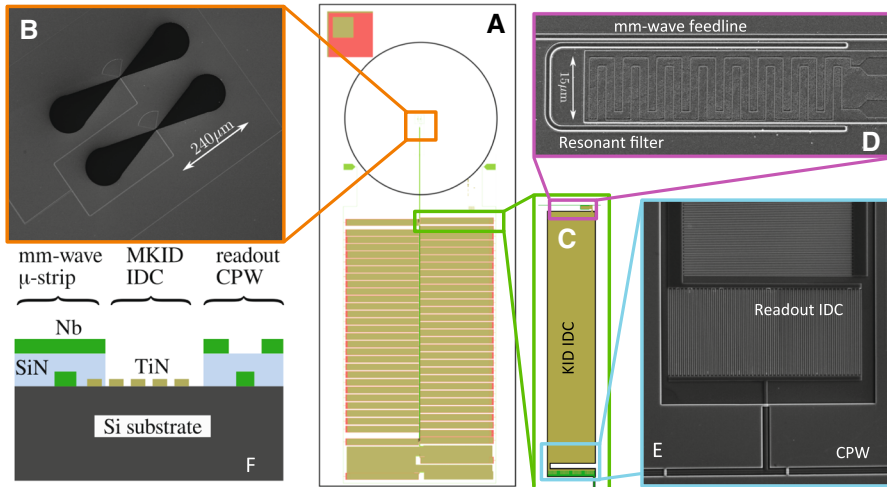 B
240µm
A
mm-wave feedline
15µm
Resonant filter
D
mm-wave
μ-strip
MKID
IDC
readout
CPW
Nb
SiN
TiN
Si substrate
F
C
KID IDC
Readout IDC
E
CPW